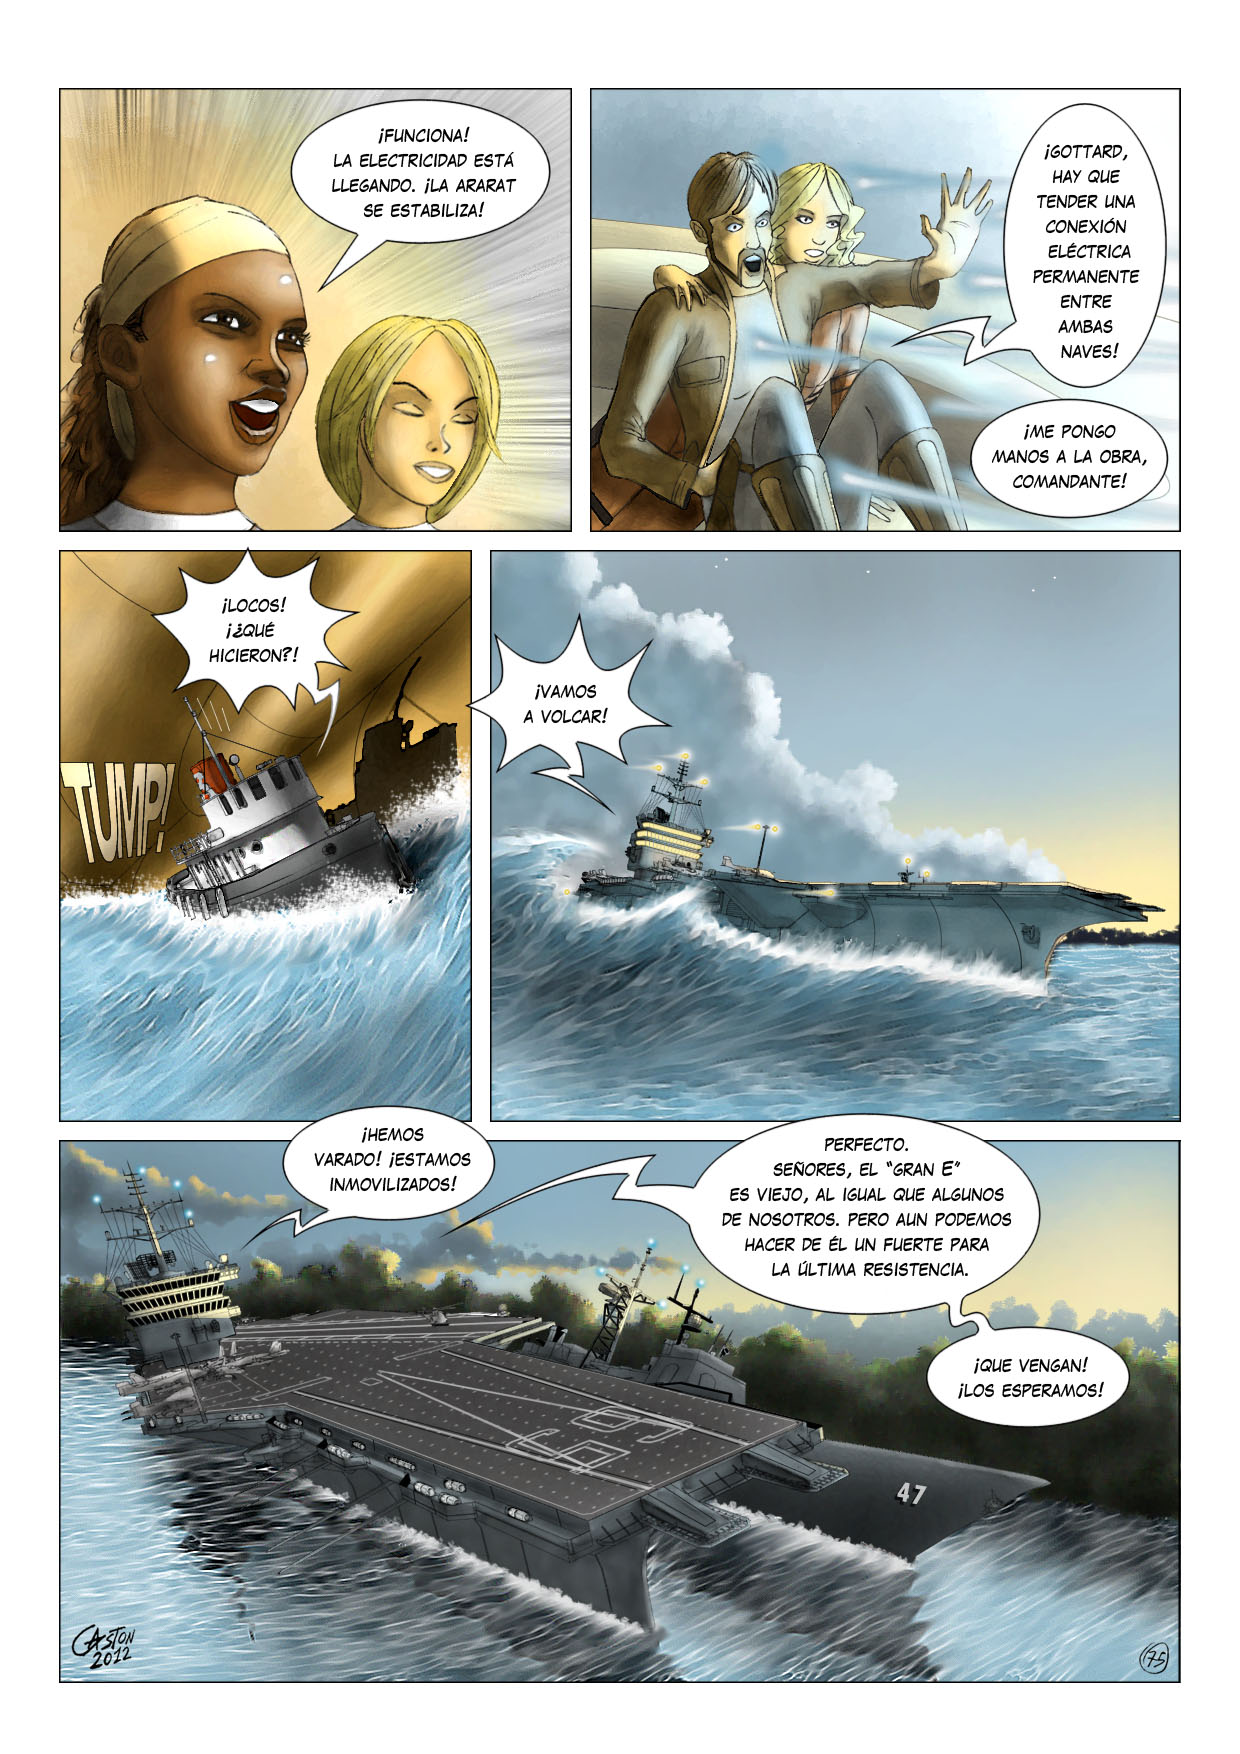 ¡FUNCIONA!
LA ELECTRICIDAD ESTÁ
LLEGANDO. ¡LA ARARAT
SE ESTABILIZA!
¡GOTTARD,
HAY QUE
TENDER UNA
CONEXIÓN
ELÉCTRICA
PERMANENTE
ENTRE
AMBAS
NAVES!
¡ME PONGO
MANOS A LA OBRA,
COMANDANTE!
¡LOCOS!
¡¿QUÉ
HICIERON?!
TUMP!
¡VAMOS
A VOLCAR!
¡HEMOS
VARADO! ¡ESTAMOS
INMOVILIZADOS!
PERFECTO.
SEÑORES, EL "GRAN E"
ES VIEJO, AL IGUAL QUE ALGUNOS
DE NOSOTROS. PERO AUN PODEMOS
HACER DE ÉL UN FUERTE PARA
LA ÚLTIMA RESISTENCIA.
¡QUE VENGAN!
¡LOS ESPERAMOS!
47
GASTON
2012
75